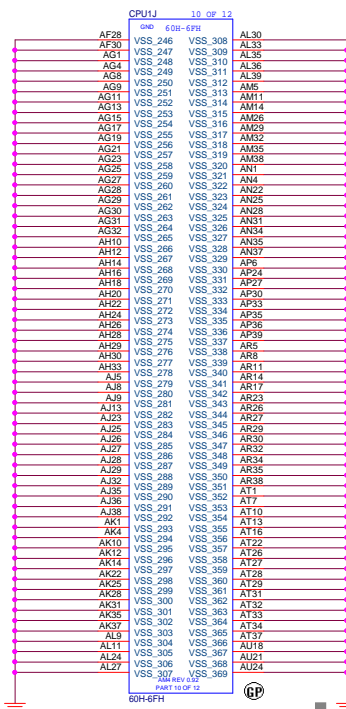 CPU1J 10 OF 12
GND 60H-6FH
AF28 VSS_246 VSS_308 AL30
AF30 VSS_247 VSS_309 AL33
AG1 VSS_248 VSS_310 AL35
AG4 VSS_249 VSS_311 AL36
AG8 VSS_250 VSS_312 AL39
AG9 VSS_251 VSS_313 AM5
AG11 VSS_252 VSS_314 AM11
AG13 VSS_253 VSS_315 AM14
AG15 VSS_254 VSS_316 AM26
AG17 VSS_255 VSS_317 AM29
AG19 VSS_256 VSS_318 AM32
AG21 VSS_257 VSS_319 AM35
AG23 VSS_258 VSS_320 AM38
AG25 VSS_259 VSS_321 AN1
AG27 VSS_260 VSS_322 AN4
AG28 VSS_261 VSS_323 AN22
AG29 VSS_262 VSS_324 AN25
AG30 VSS_263 VSS_325 AN28
AG31 VSS_264 VSS_326 AN31
AG32 VSS_265 VSS_327 AN34
AH10 VSS_266 VSS_328 AN35
AH12 VSS_267 VSS_329 AN37
AH14 VSS_268 VSS_330 AP6
AH16 VSS_269 VSS_331 AP24
AH18 VSS_270 VSS_332 AP27
AH20 VSS_271 VSS_333 AP30
AH22 VSS_272 VSS_334 AP33
AH24 VSS_273 VSS_335 AP35
AH26 VSS_274 VSS_336 AP36
AH28 VSS_275 VSS_337 AP39
AH29 VSS_276 VSS_338 AR5
AH30 VSS_277 VSS_339 AR8
AH33 VSS_278 VSS_340 AR11
AJ5 VSS_279 VSS_341 AR14
AJ8 VSS_280 VSS_342 AR17
AJ9 VSS_281 VSS_343 AR23
AJ13 VSS_282 VSS_344 AR26
AJ23 VSS_283 VSS_345 AR27
AJ25 VSS_284 VSS_346 AR29
AJ26 VSS_285 VSS_347 AR30
AJ27 VSS_286 VSS_348 AR32
AJ28 VSS_287 VSS_349 AR34
AJ29 VSS_288 VSS_350 AR35
AJ32 VSS_289 VSS_351 AR38
AJ35 VSS_290 VSS_352 AT1
AJ36 VSS_291 VSS_353 AT7
AJ38 VSS_292 VSS_354 AT10
AK1 VSS_293 VSS_355 AT13
AK4 VSS_294 VSS_356 AT16
AK10 VSS_295 VSS_357 AT22
AK12 VSS_296 VSS_358 AT26
AK14 VSS_297 VSS_359 AT27
AK22 VSS_298 VSS_360 AT28
AK25 VSS_299 VSS_361 AT29
AK28 VSS_300 VSS_362 AT31
AK31 VSS_301 VSS_363 AT32
AK35 VSS_302 VSS_364 AT33
AK37 VSS_303 VSS_365 AT34
AL9 VSS_304 VSS_366 AT37
AL11 VSS_305 VSS_367 AU18
AL24 VSS_306 VSS_368 AU21
AL27 VSS_307 VSS_369 AU24
AM4 REV 0.92
PART 10 OF 12
60H-6FH
GP